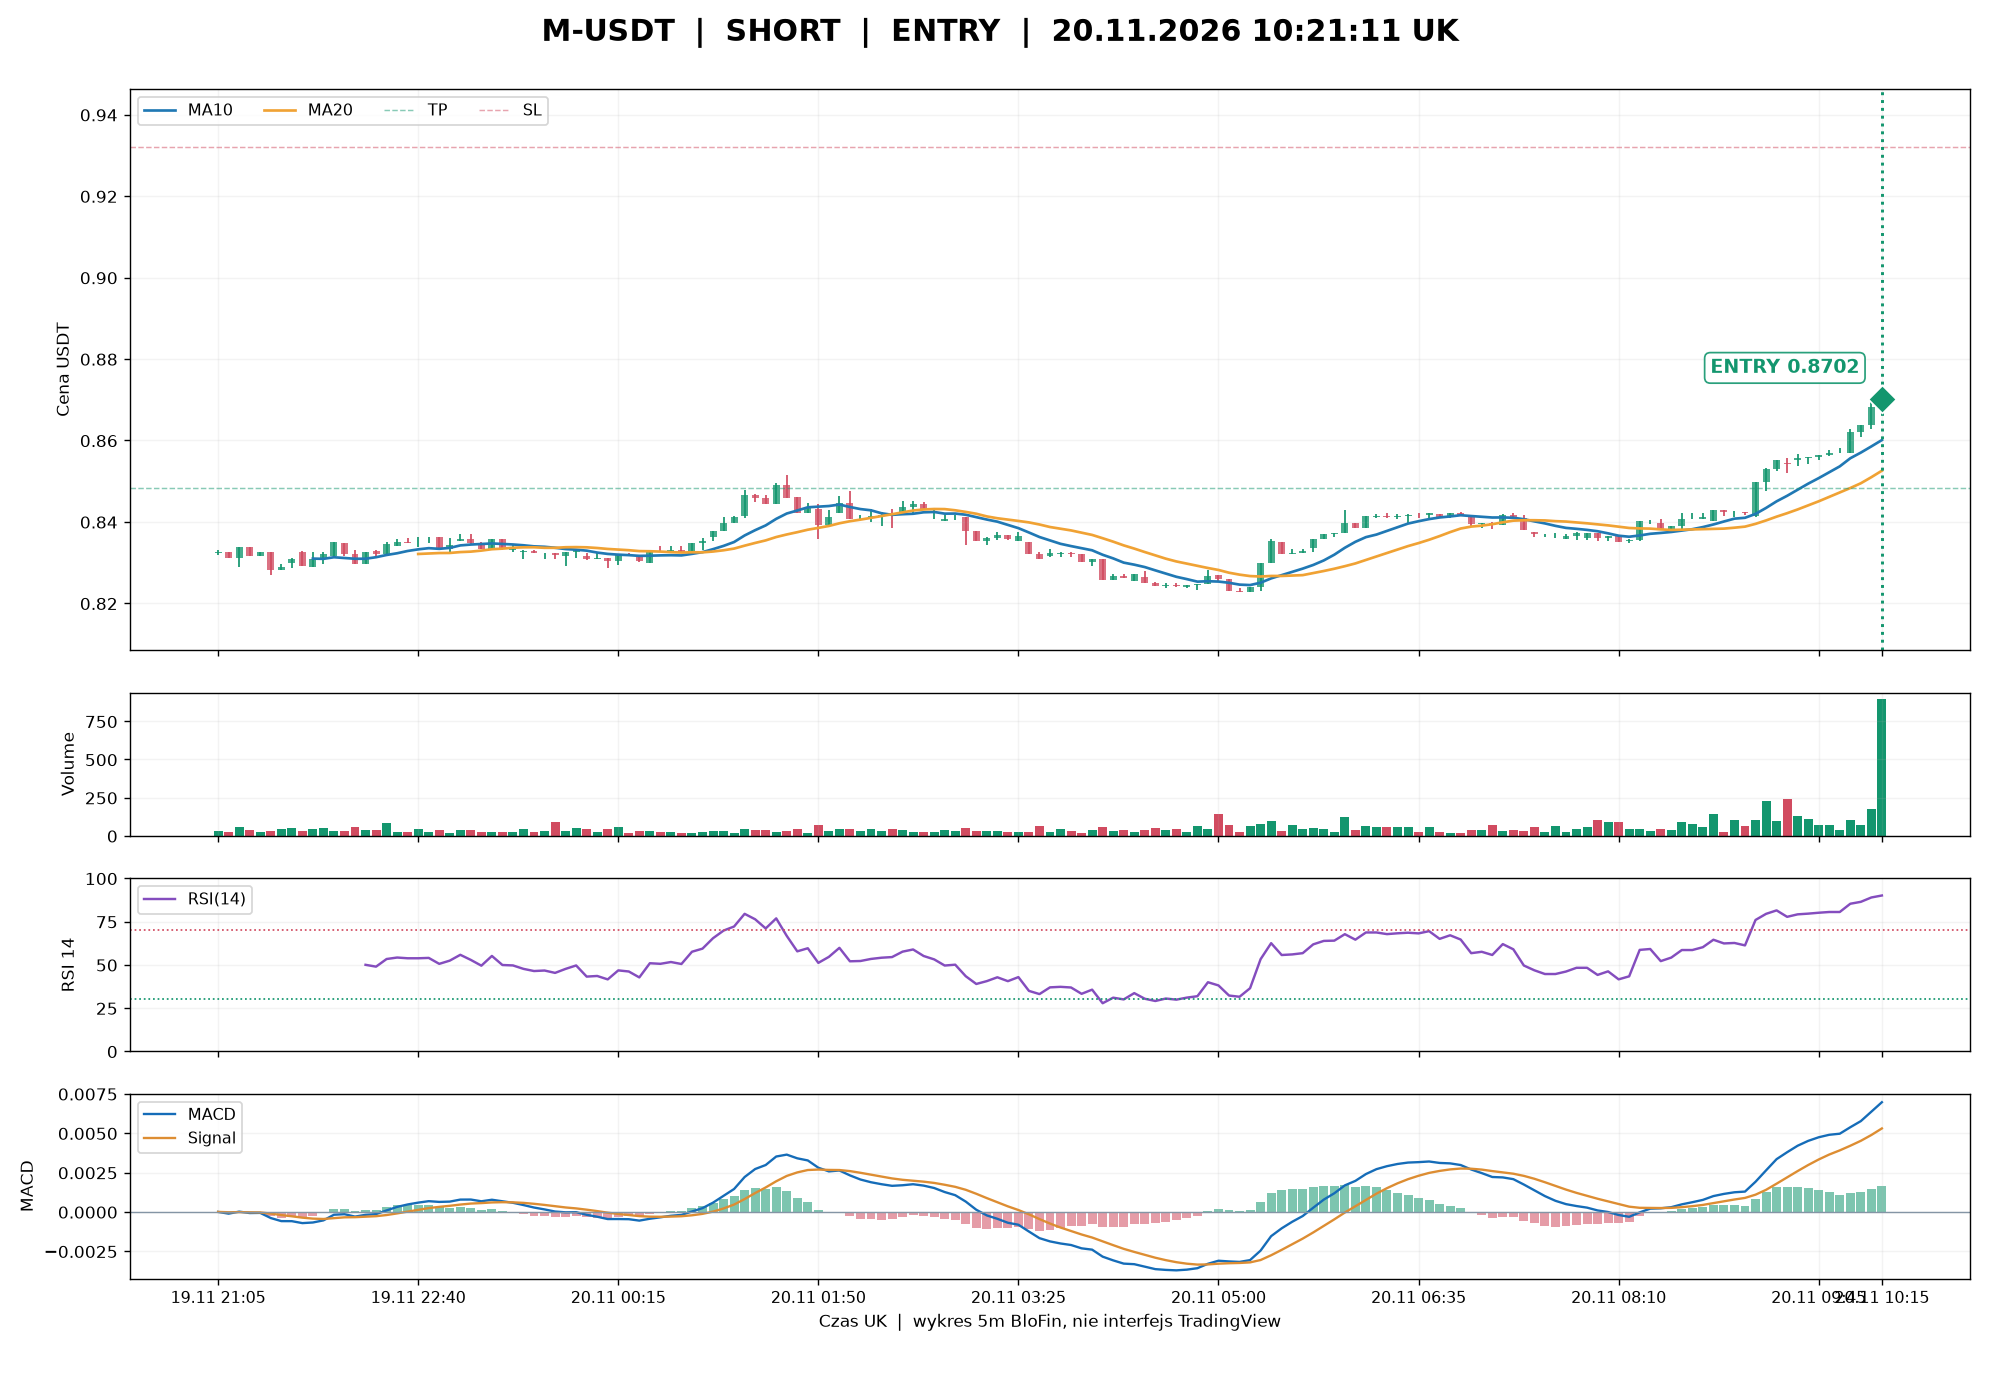 M-USDT | SHORT | ENTRY | 20.11.2026 10:21:11 UK
MA10 MA20 TP SL
0.94
0.92
0.90
0.88
0.86
0.84
0.82
Cena USDT
ENTRY 0.8702
750
500
250
0
Volume
RSI(14)
100
75
50
25
0
RSI 14
MACD
Signal
0.0075
0.0050
0.0025
0.0000
−0.0025
MACD
19.11 21:05 19.11 22:40 20.11 00:15 20.11 01:50 20.11 03:25 20.11 05:00 20.11 06:35 20.11 08:10 20.11 09:45 20.11 10:15
Czas UK | wykres 5m BloFin, nie interfejs TradingView